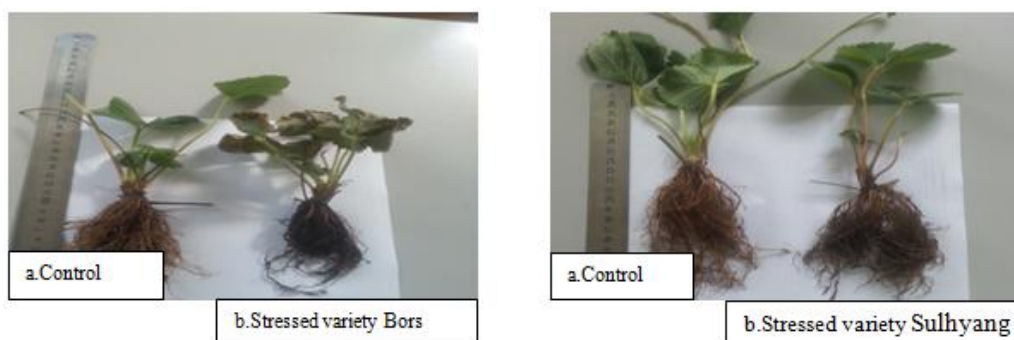 a.Control
b.Stressed variety Bors
a.Control
b.Stressed variety Sulhyang